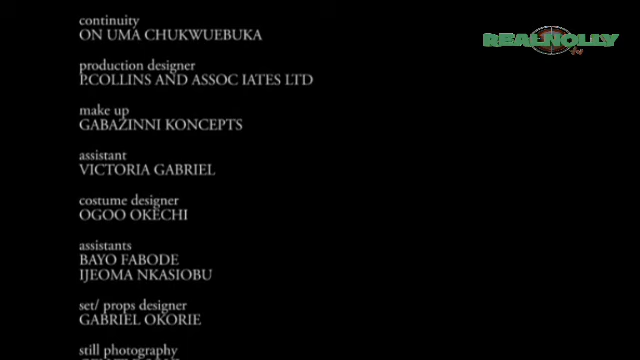 continuity
ON UMA CHUKWUEBUKA
REALNOLLY
production designer
P.COLLINS AND ASSOC IATES LTD
make up
GABAZINNI KONCEPTS
assistant
VICTORIA GABRIEL
costume designer
OGOO OKECHI
assistants
BAYO FABODE
IJEOMA NKASIOBU
set/ props designer
GABRIEL OKORIE
still photography